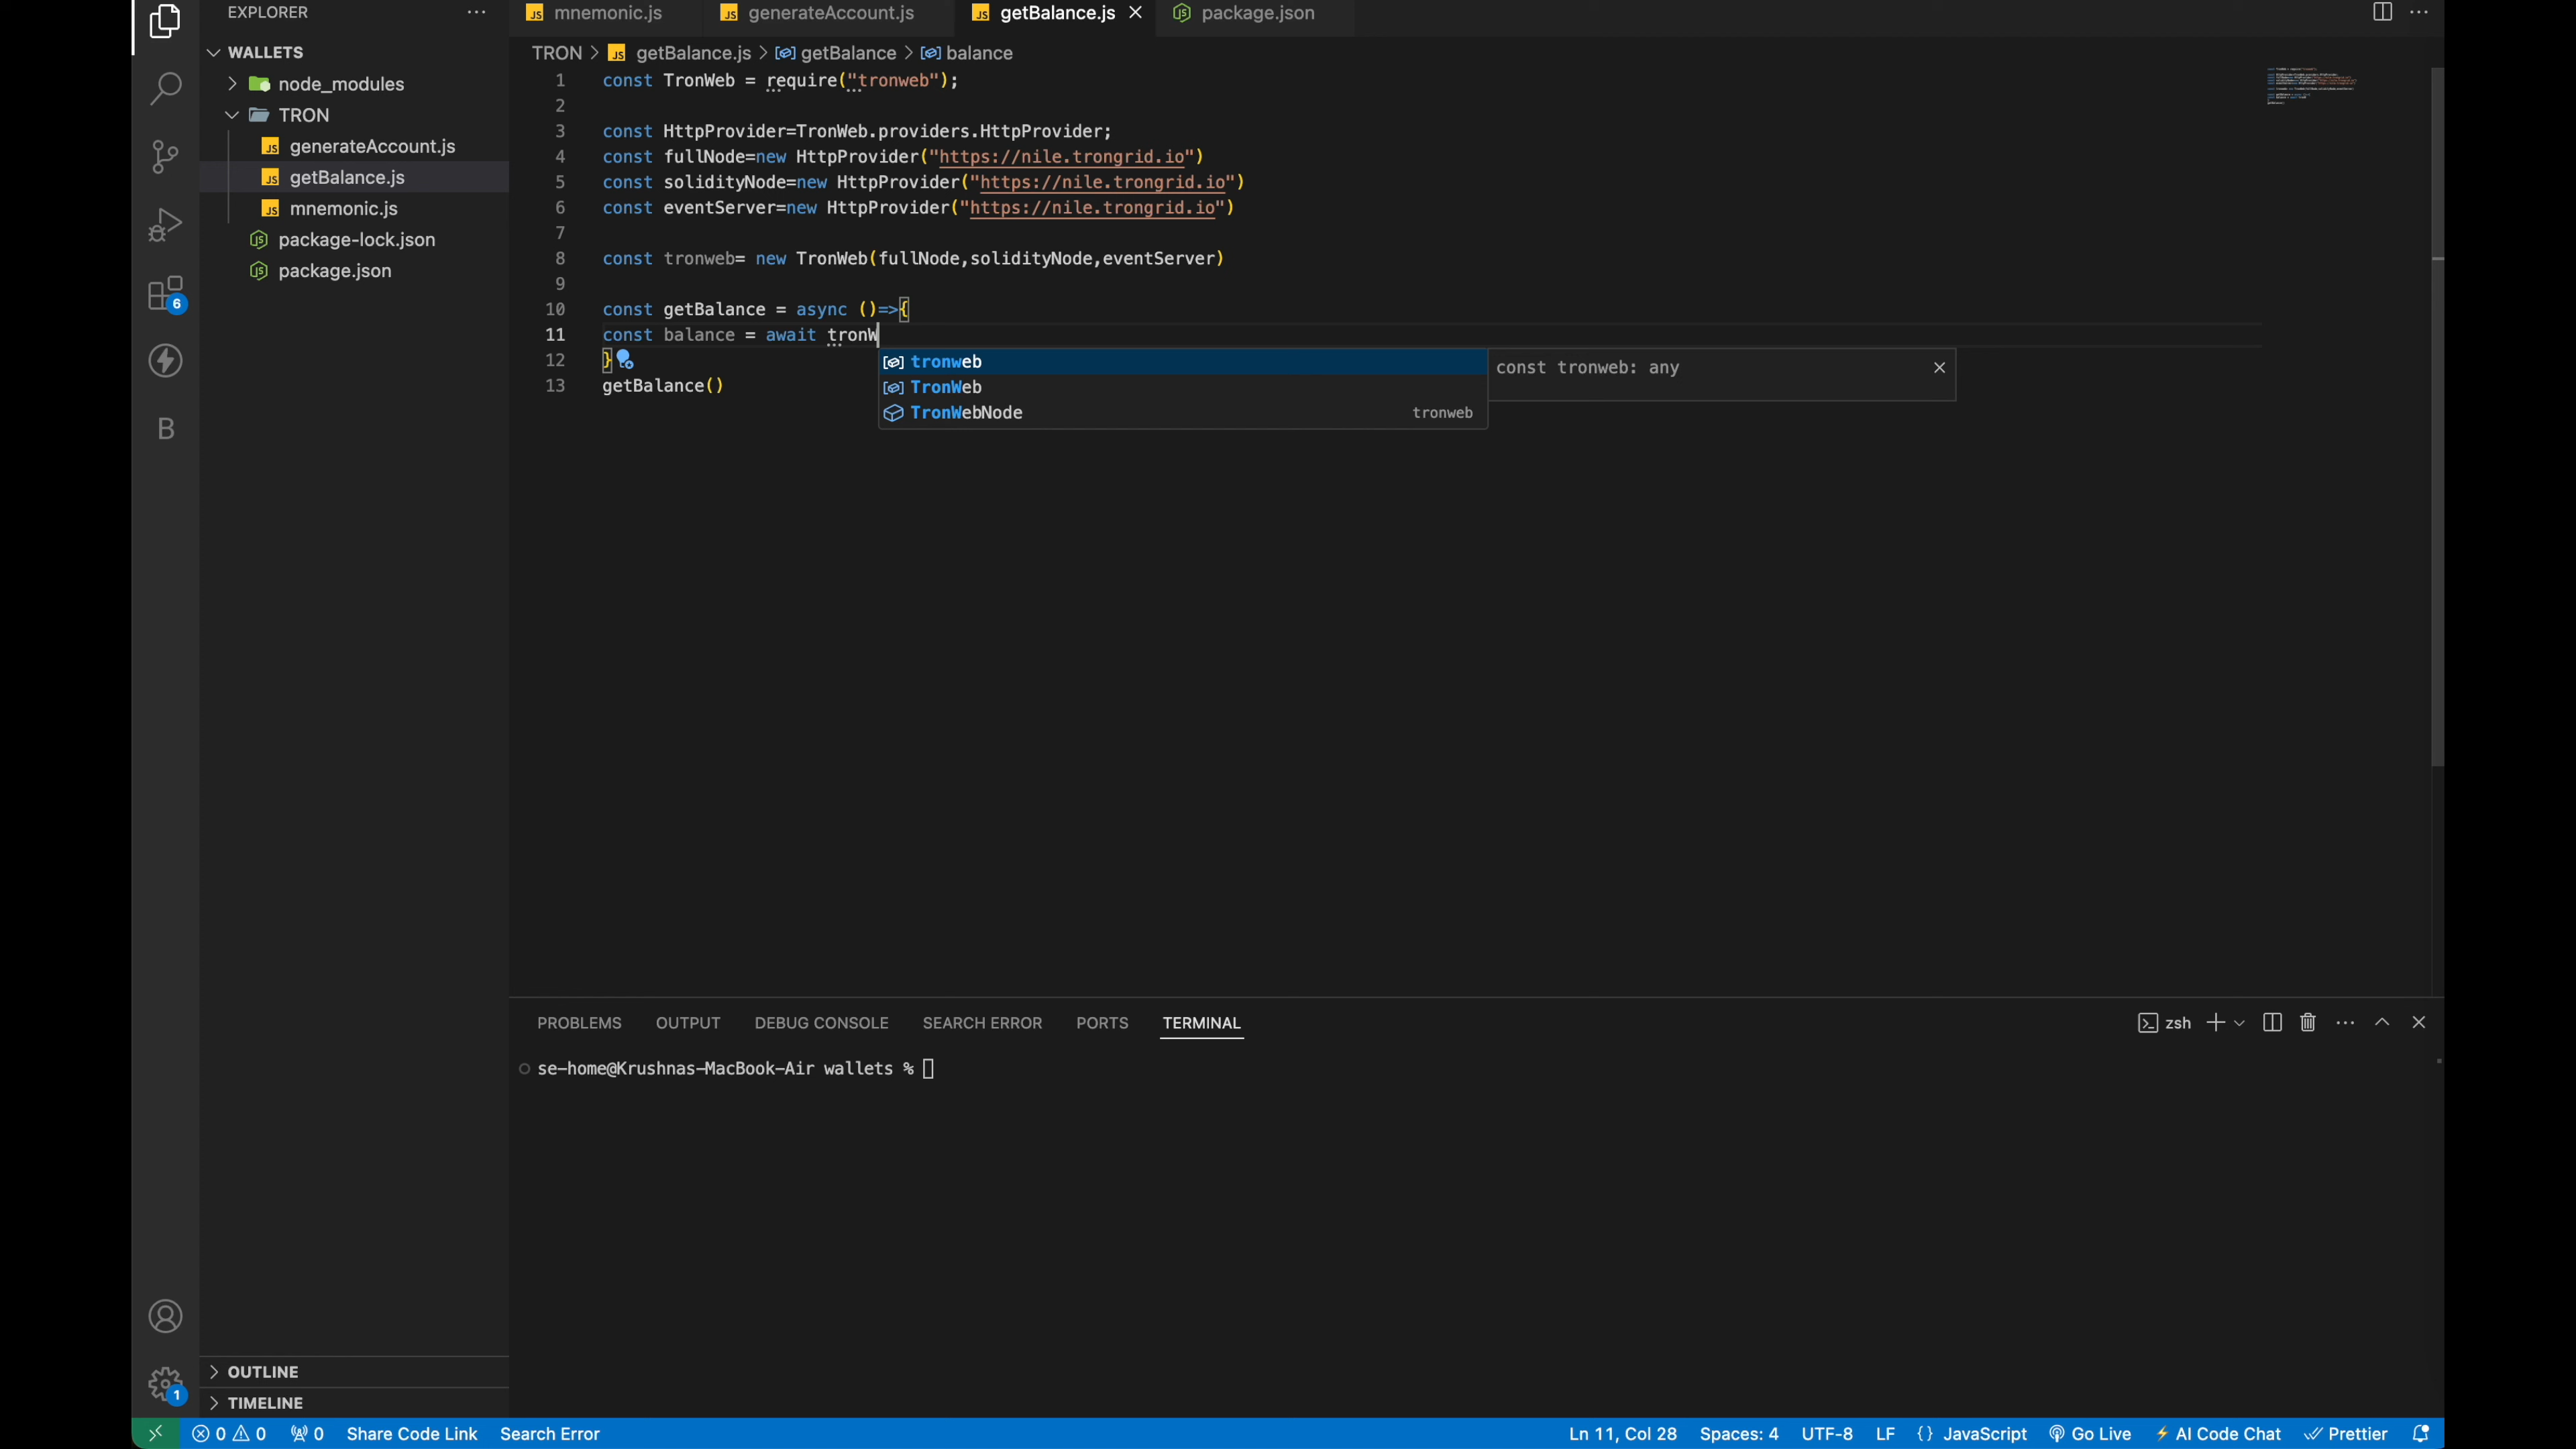 EXPLORER
WALLETS
node_modules
TRON
generateAccount.js
getBalance.js
mnemonic.js
package-lock.json
package.json
OUTLINE
TIMELINE
6
B
1
mnemonic.js
generateAccount.js
getBalance.js
package.json
TRON > getBalance.js > getBalance > balance
1 const TronWeb = require("tronweb");
2
3 const HttpProvider=TronWeb.providers.HttpProvider;
4 const fullNode=new HttpProvider("https://nile.trongrid.io")
5 const solidityNode=new HttpProvider("https://nile.trongrid.io")
6 const eventServer=new HttpProvider("https://nile.trongrid.io")
7
8 const tronweb= new TronWeb(fullNode,solidityNode,eventServer)
9
10 const getBalance = async ()=>{
11 const balance = await tronW
12 }
13 getBalance()
tronweb
TronWeb
TronWebNode tronweb
const tronweb: any
PROBLEMS OUTPUT DEBUG CONSOLE SEARCH ERROR PORTS TERMINAL
zsh
se-home@Krushnas-MacBook-Air wallets %
0 0 0 Share Code Link Search Error Ln 11, Col 28 Spaces: 4 UTF-8 LF {} JavaScript Go Live AI Code Chat Prettier